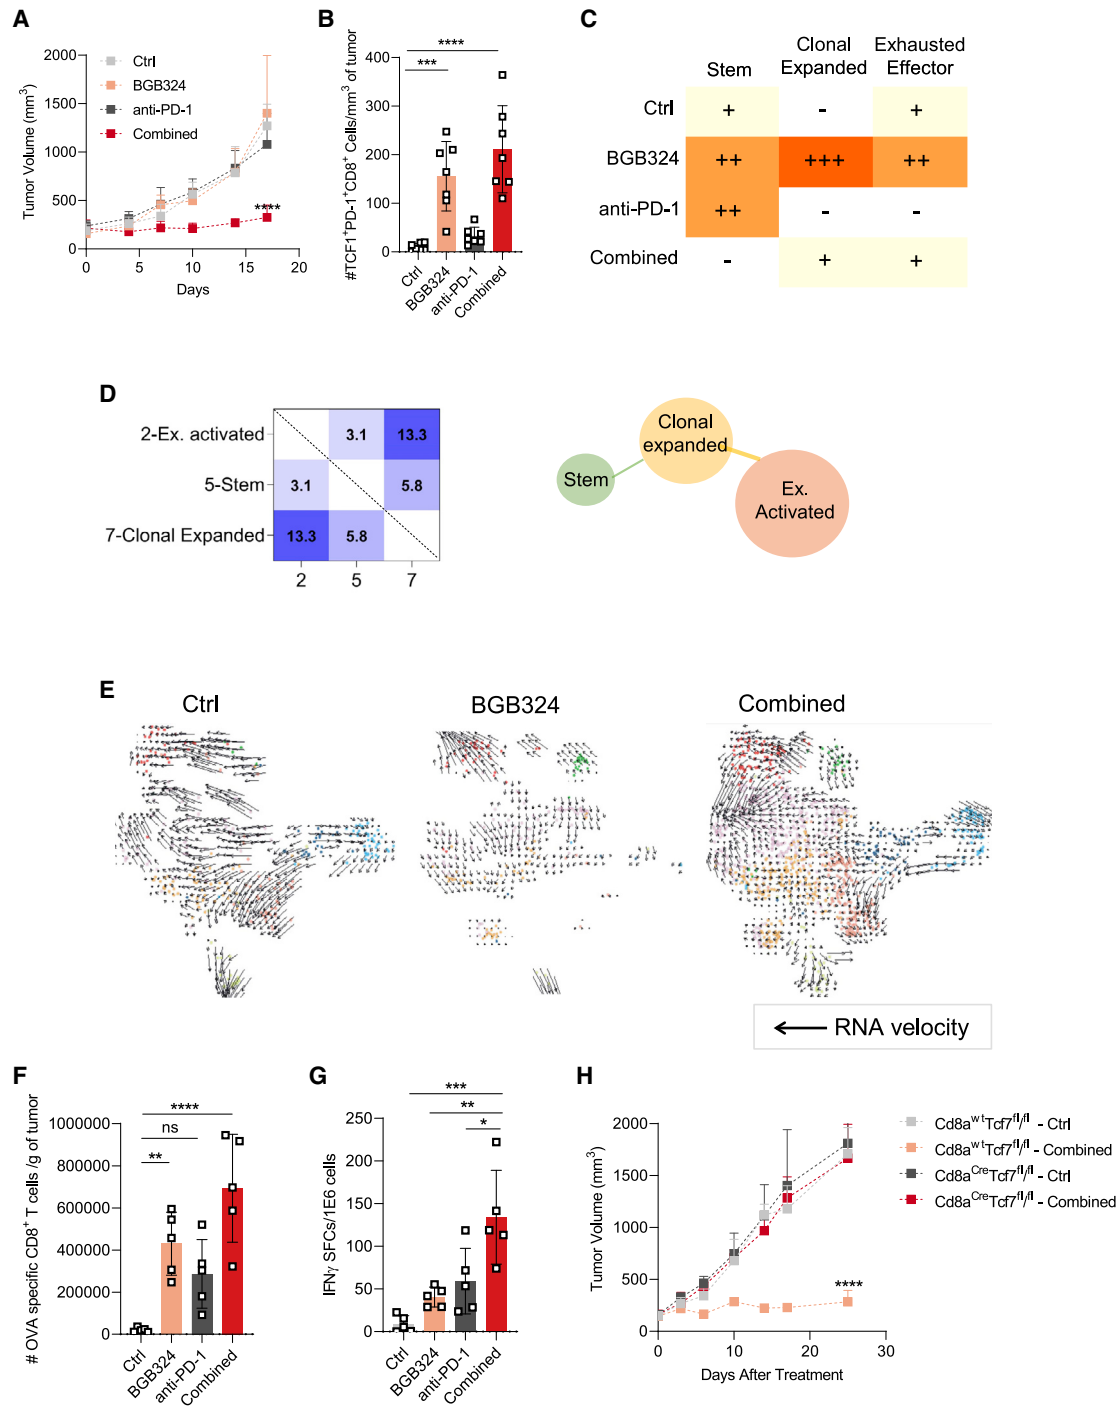 A
Tumor Volume (mm³)
2000
1500
1000
500
0
0
5
10
15
20
Days
Ctrl
BGB324
anti-PD-1
Combined
****
B
#TCF1⁺PD-1⁺CD8⁺ Cells/mm³ of tumor
400
300
200
100
0
****
***
Ctrl
BGB324
anti-PD-1
Combined
C
Stem
Clonal
Expanded
Exhausted
Effector
Ctrl
+
-
+
BGB324
++
+++
++
anti-PD-1
++
-
-
Combined
-
+
+
D
2-Ex. activated
3.1
13.3
5-Stem
3.1
5.8
7-Clonal Expanded
13.3
5.8
2
5
7
Stem
Clonal
expanded
Ex.
Activated
E
Ctrl
BGB324
Combined
RNA velocity
F
# OVA specific CD8⁺ T cells /g of tumor
1000000
800000
600000
400000
200000
0
****
ns
**
Ctrl
BGB324
anti-PD-1
Combined
G
IFNγ SFCs/1E6 cells
250
200
150
100
50
0
***
**
*
Ctrl
BGB324
anti-PD-1
Combined
H
Tumor Volume (mm³)
2000
1500
1000
500
0
0
10
20
30
Days After Treatment
****
Cd8aʷᵗTcf7ᶠˡ/ᶠˡ - Ctrl
Cd8aʷᵗTcf7ᶠˡ/ᶠˡ - Combined
Cd8aᶜʳᵉTcf7ᶠˡ/ᶠˡ - Ctrl
Cd8aᶜʳᵉTcf7ᶠˡ/ᶠˡ - Combined